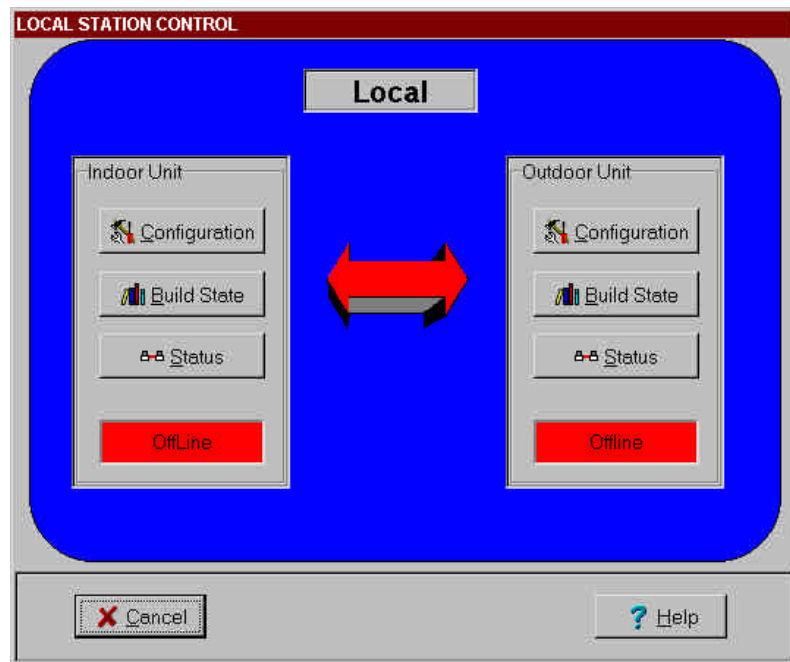 LOCAL STATION CONTROL
Local
Indoor Unit
Configuration
Build State
Status
OffLine
Outdoor Unit
Configuration
Build State
Status
Offline
Cancel
? Help